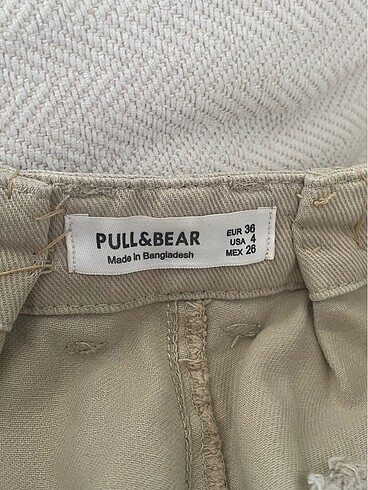 PULL&BEAR
Made in Bangladesh
EUR 36
USA 4
MEX 26